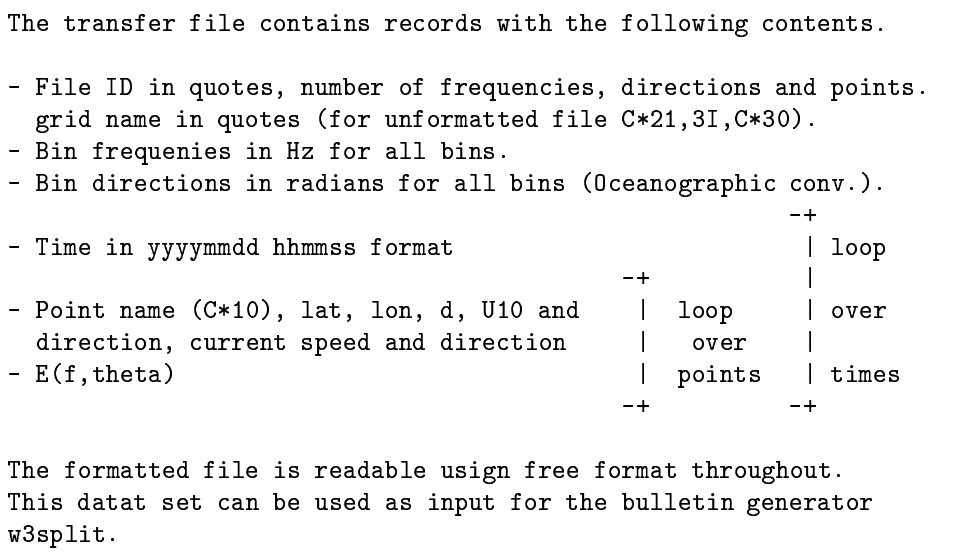 The transfer file contains records with the following contents.

- File ID in quotes, number of frequencies, directions and points.
  grid name in quotes (for unformatted file C*21,3I,C*30).
- Bin frequenies in Hz for all bins.
- Bin directions in radians for all bins (Oceanographic conv.).
                                                         -+
- Time in yyyymmdd hhmmss format                          | loop
                                             -+           |
- Point name (C*10), lat, lon, d, U10 and     |  loop     | over
  direction, current speed and direction      |   over    |
- E(f,theta)                                  |  points   | times
                                             -+          -+

The formatted file is readable usign free format throughout.
This datat set can be used as input for the bulletin generator
w3split.